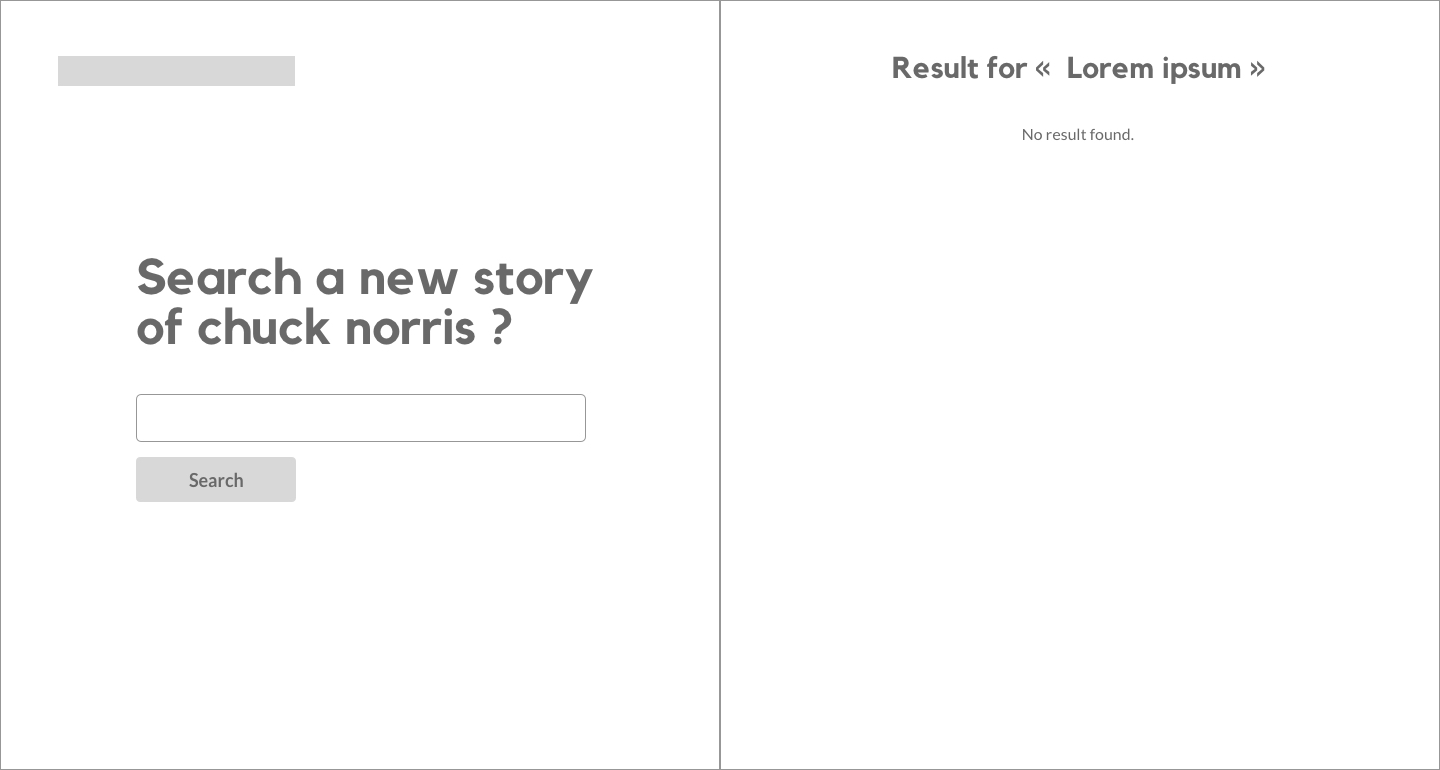 Search a new story
of chuck norris ?
Search
Result for «  Lorem ipsum »
No result found.